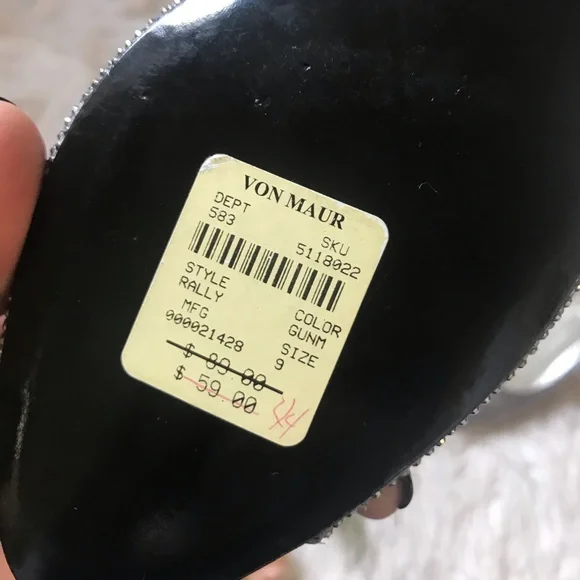 VON MAUR
DEPT SKU
583 5118022
STYLE COLOR
RALLY GUNM
MFG SIZE
000021428 9
$ 89.00
$ 59.00